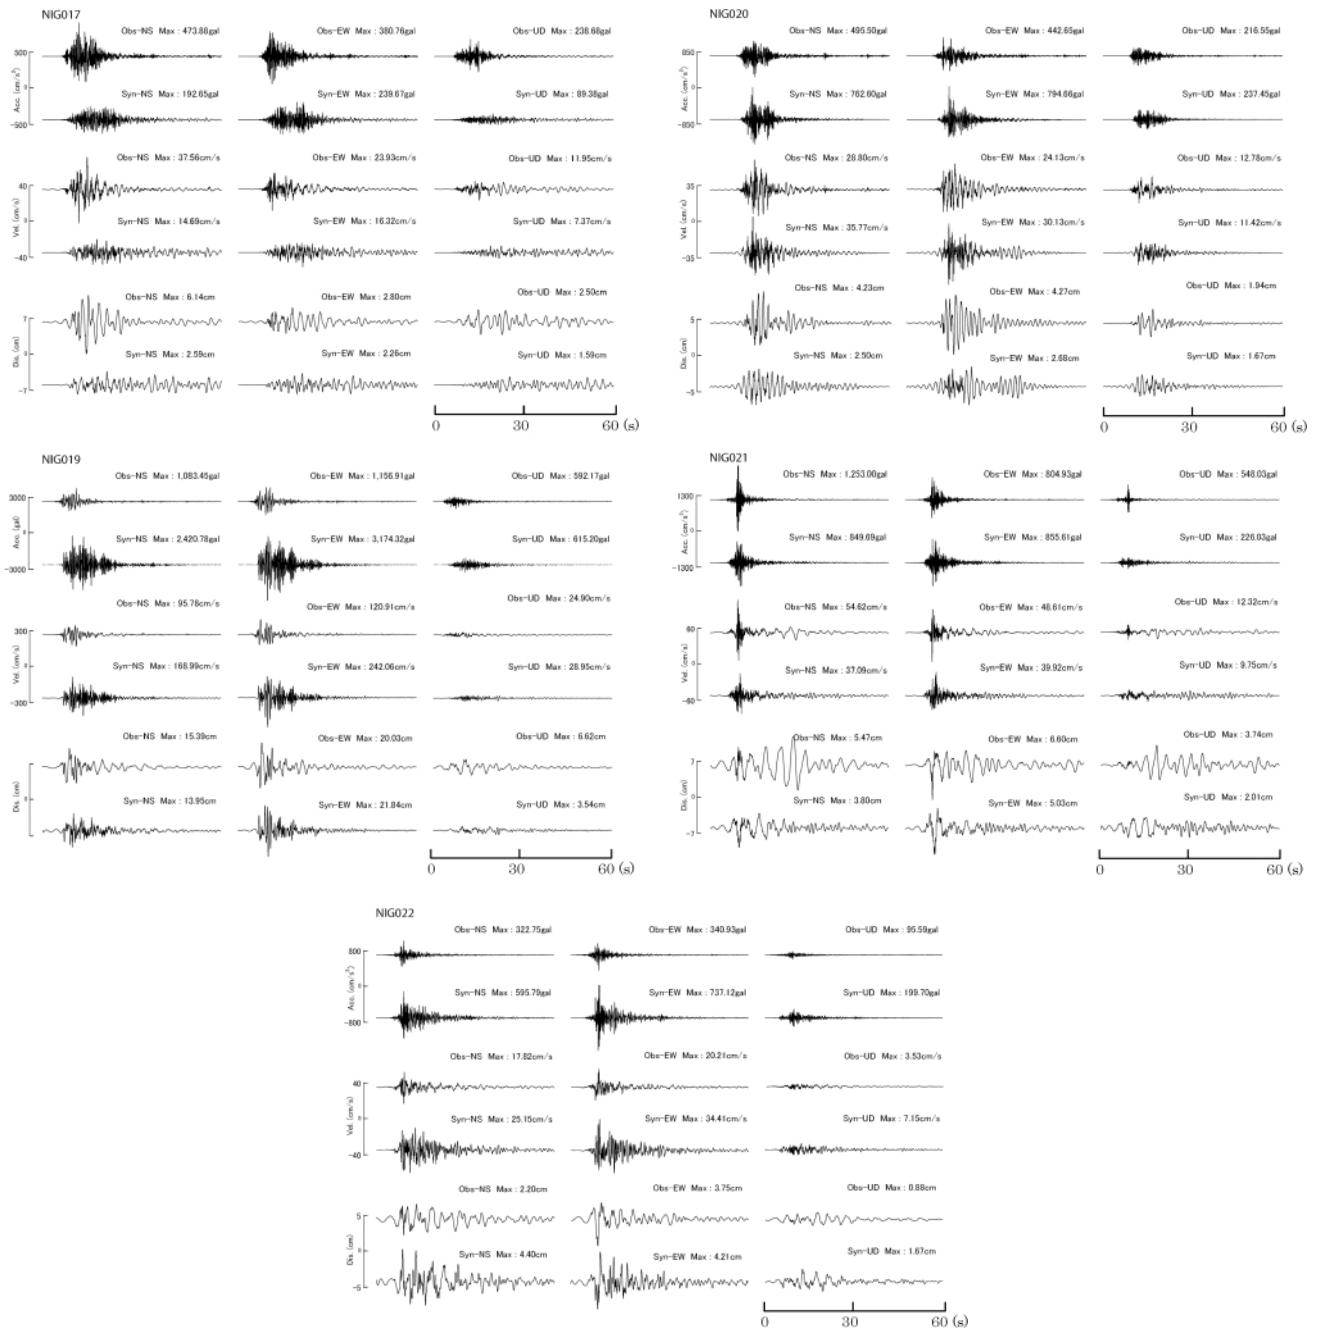 NIG017
Obs-NS Max : 473.88gal
Obs-EW Max : 380.76gal
Obs-UD Max : 238.68gal
500
0
-500
Acc. (cm/s²)
Syn-NS Max : 192.65gal
Syn-EW Max : 239.67gal
Syn-UD Max : 89.38gal
Obs-NS Max : 37.56cm/s
Obs-EW Max : 23.93cm/s
Obs-UD Max : 11.95cm/s
40
0
-40
Vel. (cm/s)
Syn-NS Max : 14.69cm/s
Syn-EW Max : 16.32cm/s
Syn-UD Max : 7.37cm/s
Obs-NS Max : 6.14cm
Obs-EW Max : 2.80cm
Obs-UD Max : 2.50cm
7
0
-7
Dis. (cm)
Syn-NS Max : 2.59cm
Syn-EW Max : 2.26cm
Syn-UD Max : 1.59cm
0 30 60 (s)
NIG020
Obs-NS Max : 495.50gal
Obs-EW Max : 442.65gal
Obs-UD Max : 216.55gal
850
0
-850
Acc. (cm/s²)
Syn-NS Max : 762.60gal
Syn-EW Max : 794.66gal
Syn-UD Max : 237.45gal
Obs-NS Max : 28.80cm/s
Obs-EW Max : 24.13cm/s
Obs-UD Max : 12.78cm/s
35
0
-35
Vel. (cm/s)
Syn-NS Max : 35.77cm/s
Syn-EW Max : 30.13cm/s
Syn-UD Max : 11.42cm/s
Obs-NS Max : 4.23cm
Obs-EW Max : 4.27cm
Obs-UD Max : 1.94cm
5
0
-5
Dis. (cm)
Syn-NS Max : 2.50cm
Syn-EW Max : 2.68cm
Syn-UD Max : 1.67cm
0 30 60 (s)
NIG019
Obs-NS Max : 1,083.45gal
Obs-EW Max : 1,156.91gal
Obs-UD Max : 592.17gal
3000
0
-3000
Acc. (gal)
Syn-NS Max : 2,420.78gal
Syn-EW Max : 3,174.32gal
Syn-UD Max : 615.20gal
Obs-NS Max : 95.78cm/s
Obs-EW Max : 120.91cm/s
Obs-UD Max : 24.90cm/s
300
0
-300
Vel. (cm/s)
Syn-NS Max : 168.99cm/s
Syn-EW Max : 242.06cm/s
Syn-UD Max : 28.95cm/s
Obs-NS Max : 15.39cm
Obs-EW Max : 20.03cm
Obs-UD Max : 6.62cm
Dis. (cm)
Syn-NS Max : 13.95cm
Syn-EW Max : 21.84cm
Syn-UD Max : 3.54cm
0 30 60 (s)
NIG021
Obs-NS Max : 1,253.00gal
Obs-EW Max : 804.93gal
Obs-UD Max : 548.03gal
1300
0
-1300
Acc. (cm/s²)
Syn-NS Max : 849.69gal
Syn-EW Max : 855.61gal
Syn-UD Max : 226.03gal
Obs-NS Max : 54.62cm/s
Obs-EW Max : 48.61cm/s
Obs-UD Max : 12.32cm/s
60
0
-60
Vel. (cm/s)
Syn-NS Max : 37.09cm/s
Syn-EW Max : 39.92cm/s
Syn-UD Max : 9.75cm/s
Obs-NS Max : 5.47cm
Obs-EW Max : 6.60cm
Obs-UD Max : 3.74cm
7
0
-7
Dis. (cm)
Syn-NS Max : 3.80cm
Syn-EW Max : 5.03cm
Syn-UD Max : 2.01cm
0 30 60 (s)
NIG022
Obs-NS Max : 322.75gal
Obs-EW Max : 340.93gal
Obs-UD Max : 95.59gal
800
0
-800
Acc. (cm/s²)
Syn-NS Max : 595.79gal
Syn-EW Max : 737.12gal
Syn-UD Max : 199.70gal
Obs-NS Max : 17.82cm/s
Obs-EW Max : 20.21cm/s
Obs-UD Max : 3.53cm/s
40
0
-40
Vel. (cm/s)
Syn-NS Max : 25.15cm/s
Syn-EW Max : 34.41cm/s
Syn-UD Max : 7.15cm/s
Obs-NS Max : 2.20cm
Obs-EW Max : 3.75cm
Obs-UD Max : 0.88cm
5
0
-5
Dis. (cm)
Syn-NS Max : 4.40cm
Syn-EW Max : 4.21cm
Syn-UD Max : 1.67cm
0 30 60 (s)